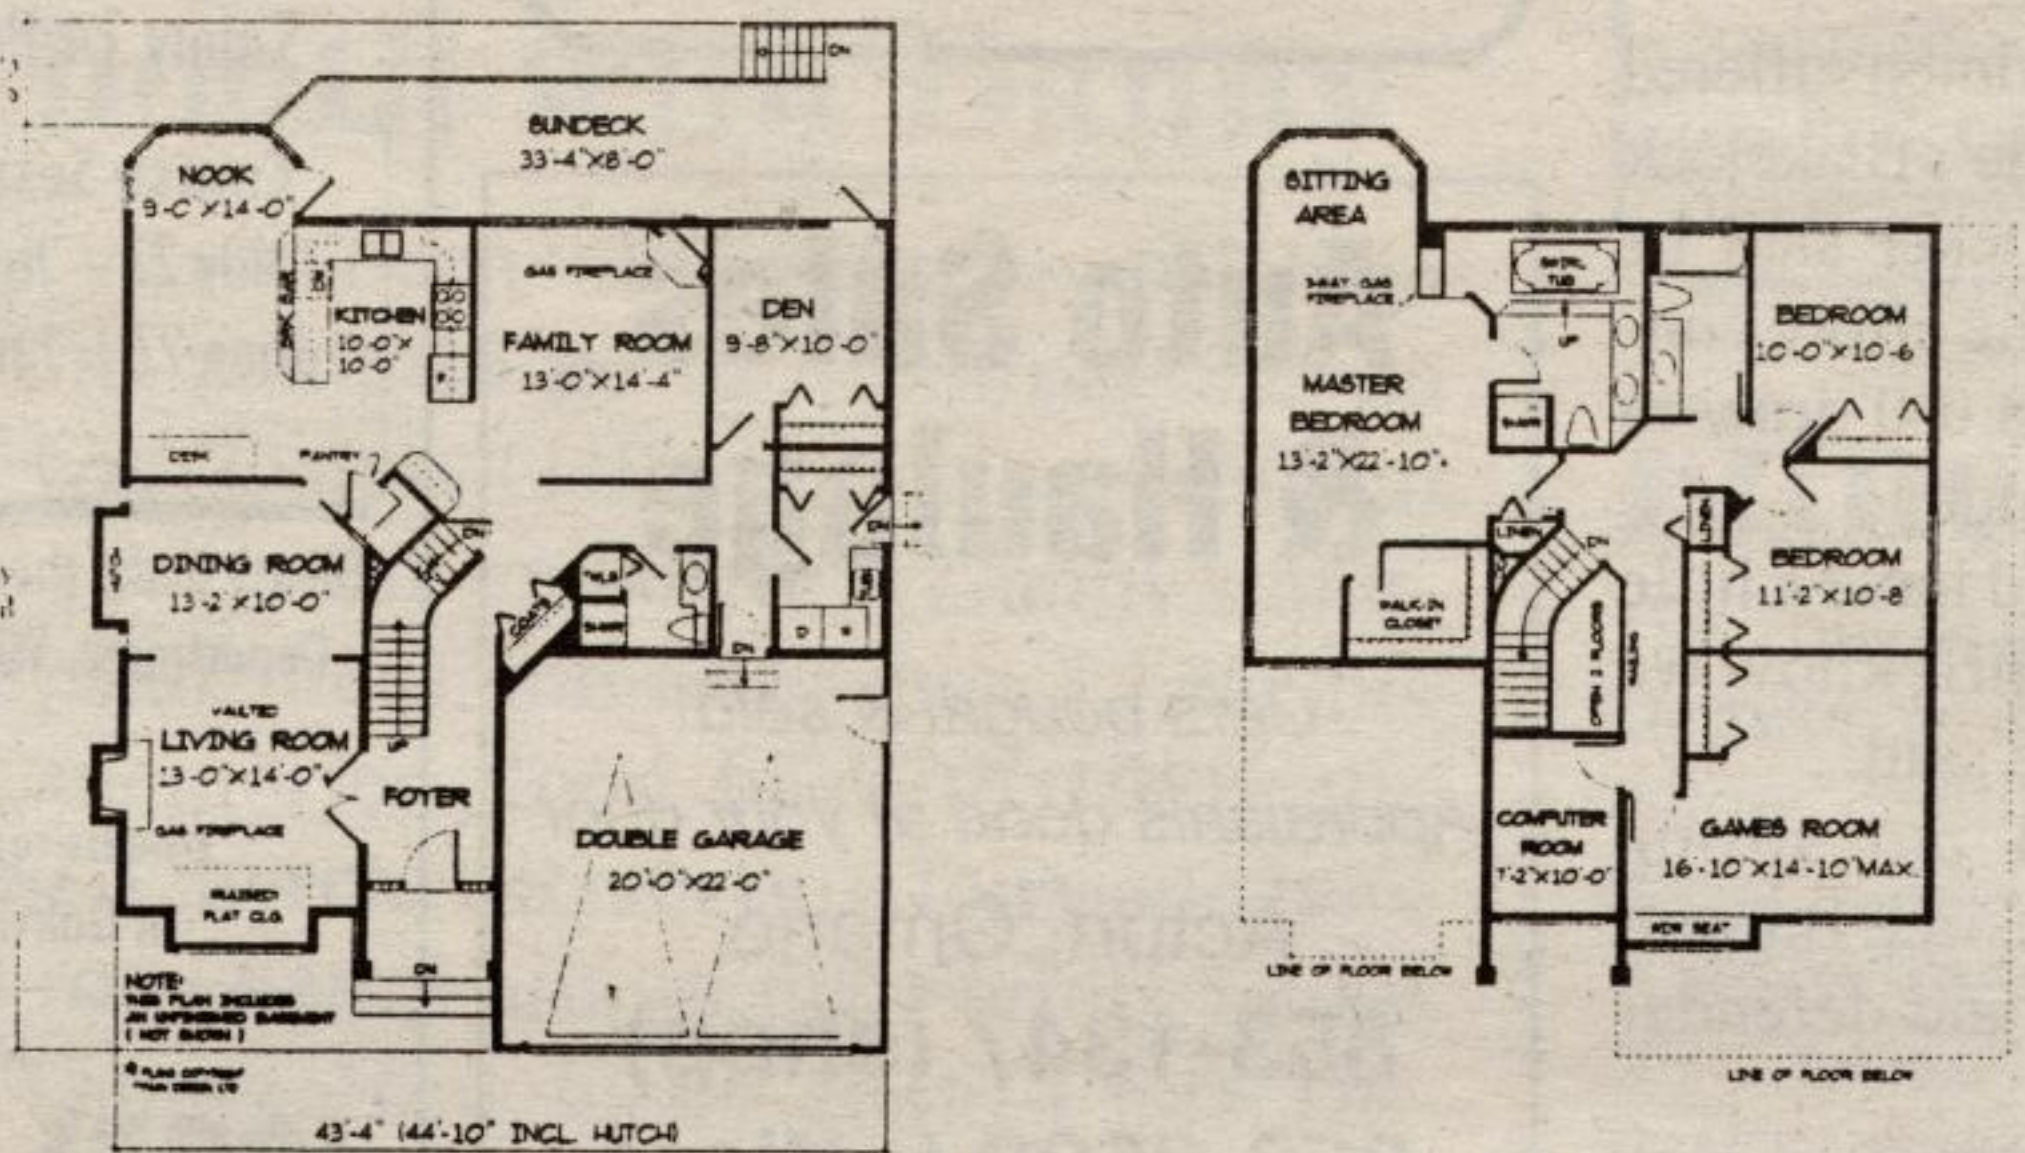 SUNDECK
33'-4"X8'-0"
DN
NOOK
9'-0"X14'-0"
GAS FIREPLACE
KITCHEN
10'-0"X
10'-0"
FAMILY ROOM
13'-0"X14'-4"
DEN
9'-8"X10'-0"
DESK
PANTRY
DN
DN
DINING ROOM
13'-2"X10'-0"
COATS
SHWR
TUB
D
DN
VAULTED
LIVING ROOM
13'-0"X14'-0"
UP
FOYER
GAS FIREPLACE
DOUBLE GARAGE
20'-0"X22'-0"
RAISED
FLAT CLG.
DN
NOTE:
THIS PLAN INCLUDES
AN UNFINISHED BASEMENT
( NOT SHOWN )
43'-4" (44'-10" INCL. HUTCH)
SITTING
AREA
SWIRL
TUB
3-WAY GAS
FIREPLACE
UP
BEDROOM
10'-0"X10'-6
MASTER
BEDROOM
13'-2"X22'-10"
SHWR
LINEN
LINEN
DN
BEDROOM
11'-2"X10'-8
WALK-IN
CLOSET
OPEN 2 FLOORS
RAILING
COMPUTER
ROOM
7'-2"X10'-0"
GAMES ROOM
16'-10"X14'-10"MAX.
WDW SEAT
LINE OF FLOOR BELOW
LINE OF FLOOR BELOW